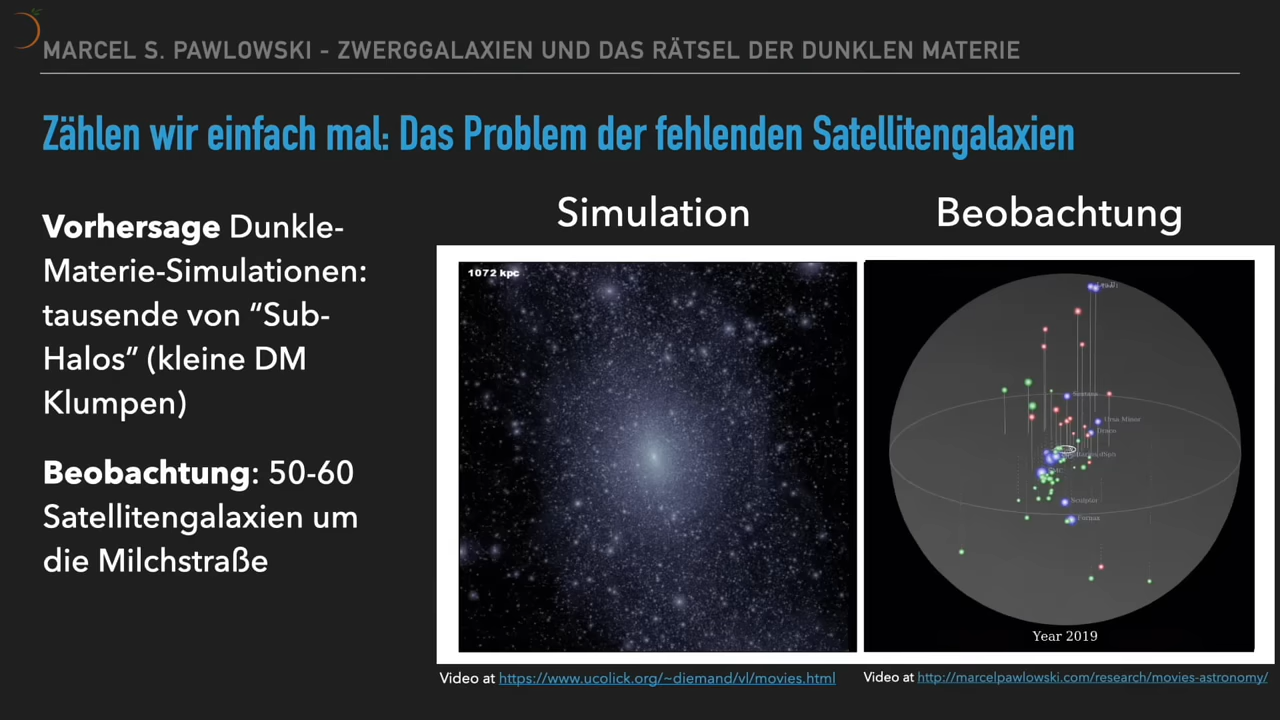 MARCEL S. PAWLOWSKI - ZWERGGALAXIEN UND DAS RÄTSEL DER DUNKLEN MATERIE
Zählen wir einfach mal: Das Problem der fehlenden Satellitengalaxien
Vorhersage Dunkle-
Materie-Simulationen:
tausende von “Sub-
Halos” (kleine DM
Klumpen)
Beobachtung: 50-60
Satellitengalaxien um
die Milchstraße
Simulation
1072 kpc
Video at https://www.ucolick.org/~diemand/vl/movies.html
Beobachtung
Sextans
Ursa Minor
Draco
Sculptor
Fornax
Year 2019
Video at http://marcelpawlowski.com/research/movies-astronomy/